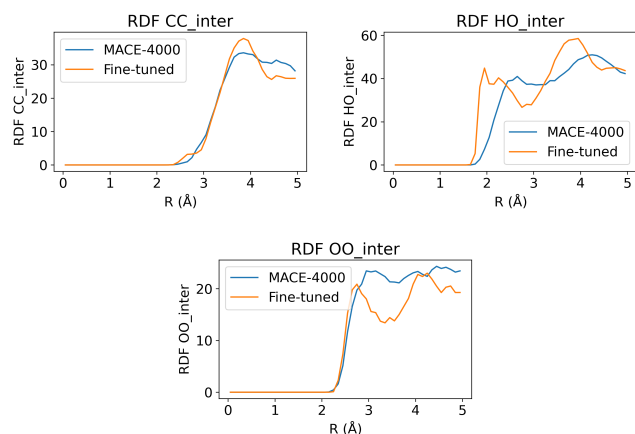 RDF CC_inter
RDF CC_inter
30
20
10
0
MACE-4000
Fine-tuned
0 1 2 3 4 5
R (Å)
RDF HO_inter
RDF HO_inter
60
40
20
0
MACE-4000
Fine-tuned
0 1 2 3 4 5
R (Å)
RDF OO_inter
RDF OO_inter
20
10
0
MACE-4000
Fine-tuned
0 1 2 3 4 5
R (Å)